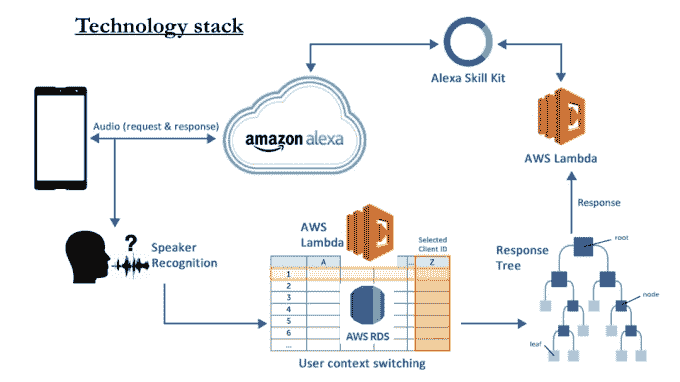 Technology stack
Alexa Skill Kit
Audio (request & response)
amazon alexa
AWS Lambda
Response
?
Speaker
Recognition
AWS
Lambda
Selected
Client ID
A
Z
1
2
3
4
5
6
...
AWS RDS
User context switching
Response
Tree
root
node
leaf